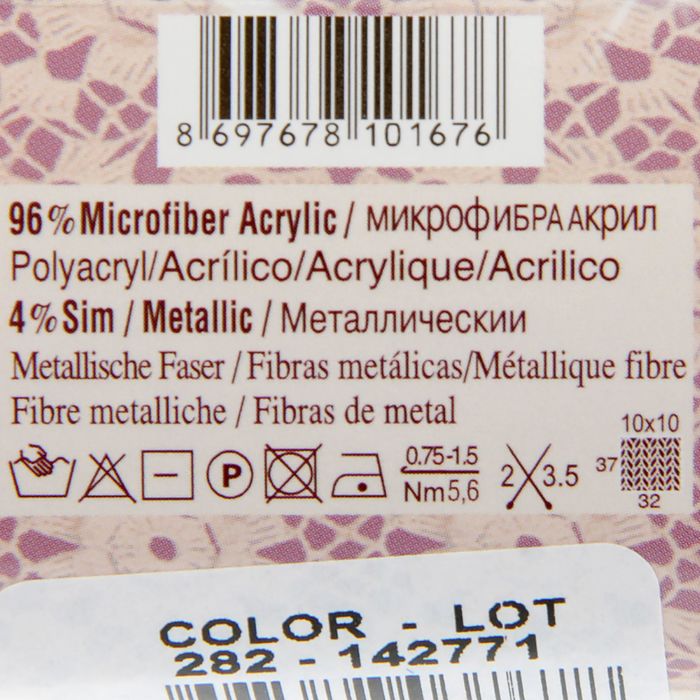 8 697678 101676
96% Microfiber Acrylic / МИКРОФИБРА АКРИЛ
Polyacryl/Acrílico/Acrylique/Acrilico
4% Sim / Metallic / Металлическии
Metallische Faser / Fibras metálicas/Métallique fibre
Fibre metalliche / Fibras de metal
P
0.75-1.5
Nm5,6
2 3.5
10x10
37
32
COLOR - LOT
282 - 142771